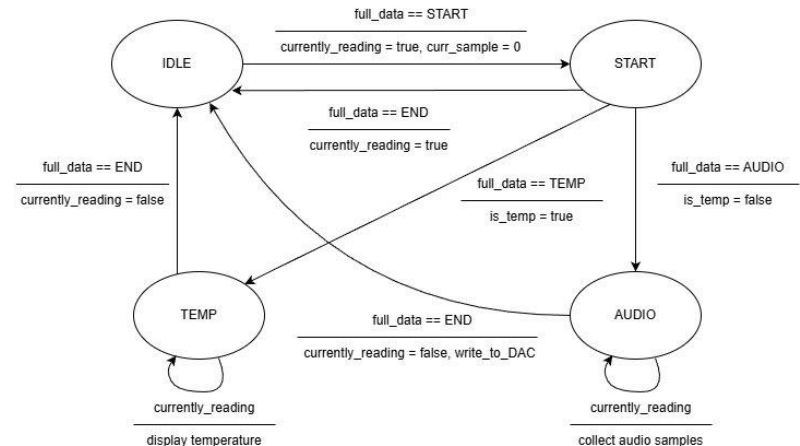 full_data == START
currently_reading = true, curr_sample = 0
IDLE
START
full_data == END
currently_reading = true
full_data == END
currently_reading = false
full_data == TEMP
is_temp = true
full_data == AUDIO
is_temp = false
TEMP
AUDIO
full_data == END
currently_reading = false, write_to_DAC
currently_reading
display temperature
currently_reading
collect audio samples